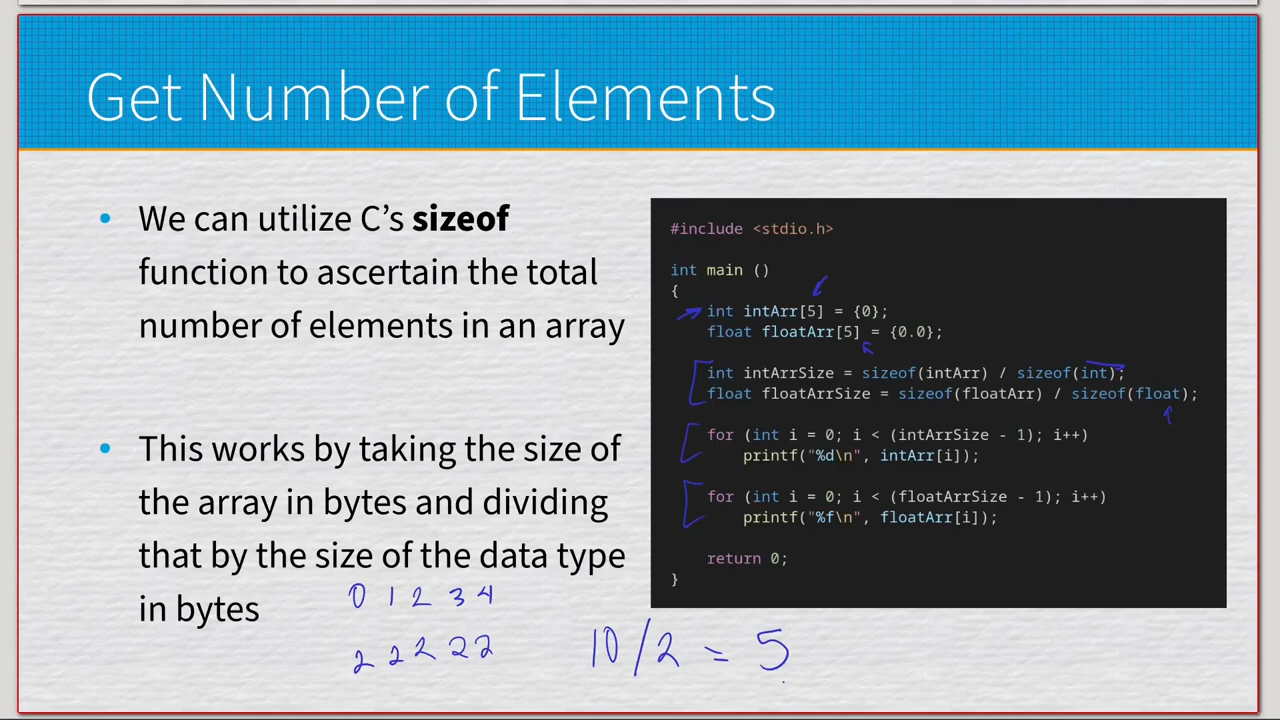 Get Number of Elements
• We can utilize C's sizeof
function to ascertain the total
number of elements in an array
• This works by taking the size of
the array in bytes and dividing
that by the size of the data type
in bytes
0 1 2 3 4
2 2 2 2 2
10/2 = 5
#include <stdio.h>
int main ()
{
int intArr[5] = {0};
float floatArr[5] = {0.0};
int intArrSize = sizeof(intArr) / sizeof(int);
float floatArrSize = sizeof(floatArr) / sizeof(float);
for (int i = 0; i < (intArrSize - 1); i++)
printf("%d\n", intArr[i]);
for (int i = 0; i < (floatArrSize - 1); i++)
printf("%f\n", floatArr[i]);
return 0;
}